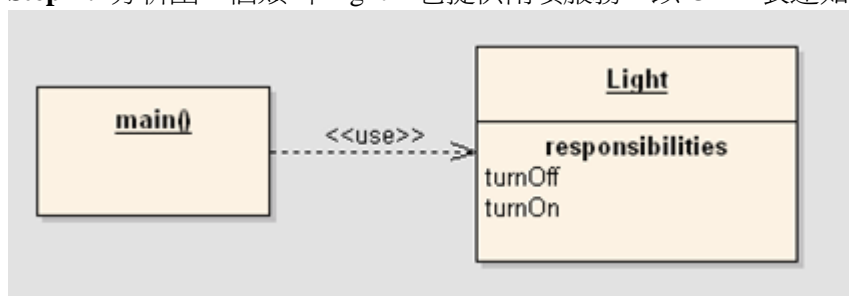 main()
<<use>>
Light
responsibilities
turnOff
turnOn